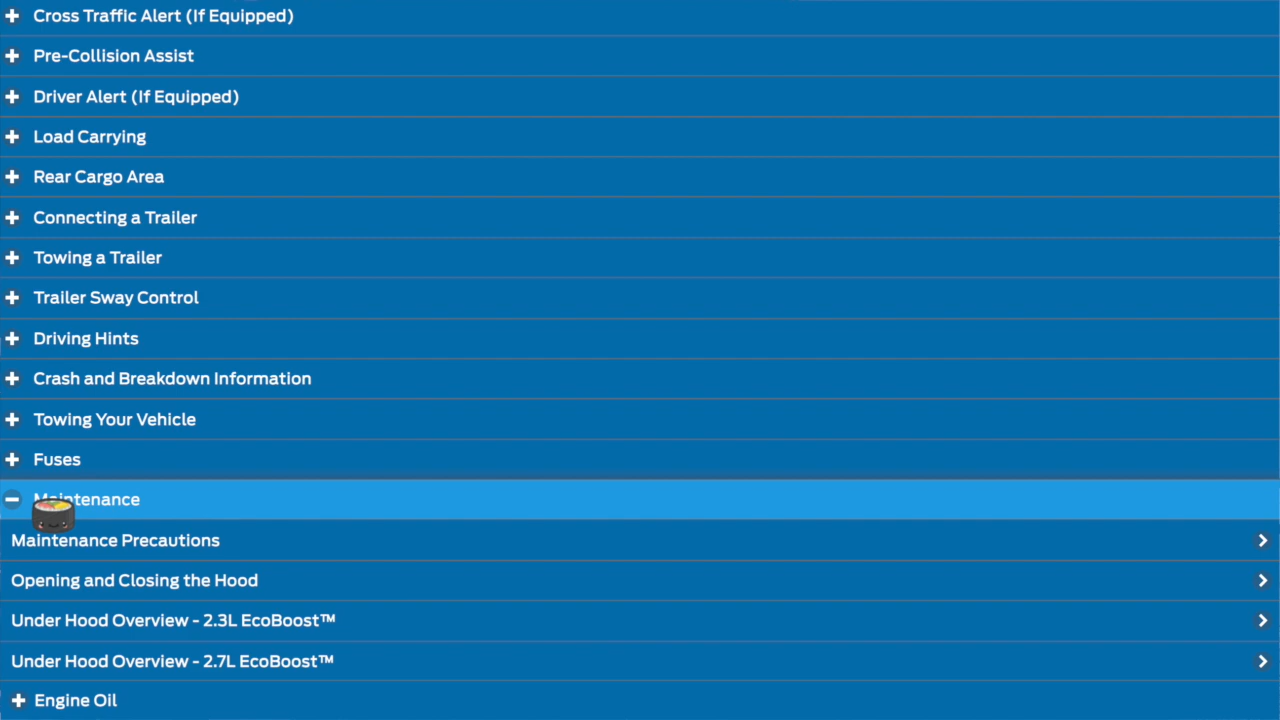 Cross Traffic Alert (If Equipped)
Pre-Collision Assist
Driver Alert (If Equipped)
Load Carrying
Rear Cargo Area
Connecting a Trailer
Towing a Trailer
Trailer Sway Control
Driving Hints
Crash and Breakdown Information
Towing Your Vehicle
Fuses
Maintenance
Maintenance Precautions
Opening and Closing the Hood
Under Hood Overview - 2.3L EcoBoost™
Under Hood Overview - 2.7L EcoBoost™
Engine Oil